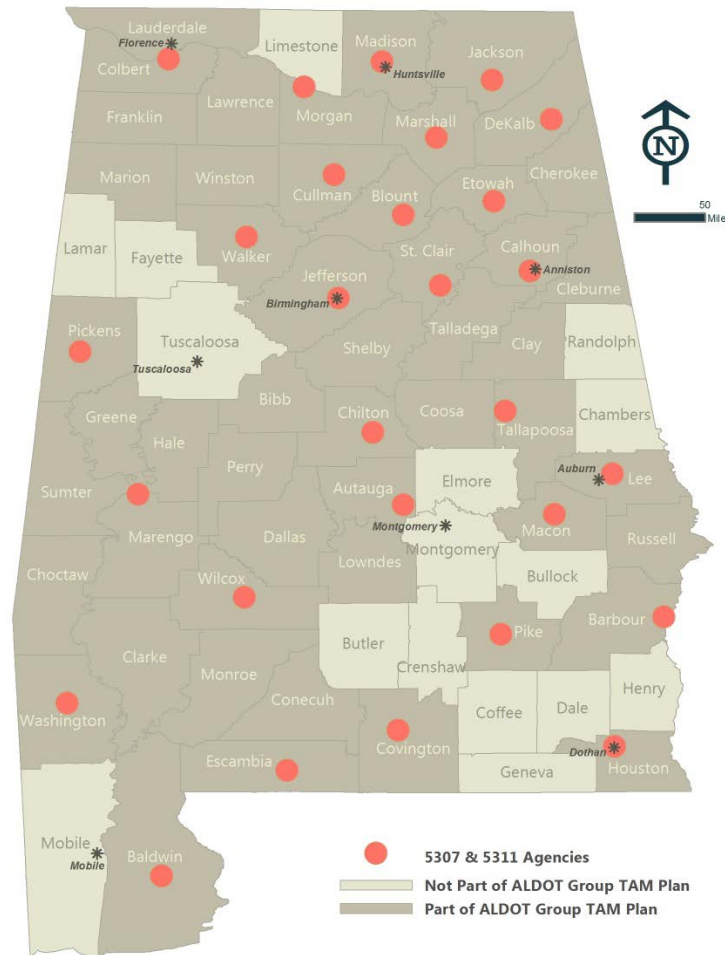 Lauderdale
Florence
Limestone
Madison
Huntsville
Jackson
Colbert
Lawrence
Franklin
Morgan
Marshall
DeKalb
N
Cherokee
Marion
Winston
Cullman
Blount
Etowah
50
Mile
Lamar
Fayette
Walker
St. Clair
Calhoun
Anniston
Jefferson
Birmingham
Cleburne
Pickens
Tuscaloosa
Tuscaloosa
Shelby
Talladega
Clay
Randolph
Greene
Bibb
Chilton
Coosa
Tallapoosa
Chambers
Hale
Perry
Sumter
Autauga
Elmore
Auburn
Lee
Marengo
Dallas
Montgomery
Montgomery
Macon
Russell
Choctaw
Lowndes
Bullock
Wilcox
Butler
Crenshaw
Pike
Barbour
Clarke
Monroe
Conecuh
Coffee
Dale
Henry
Washington
Covington
Escambia
Geneva
Dothan
Houston
Mobile
Mobile
Baldwin
5307 & 5311 Agencies
Not Part of ALDOT Group TAM Plan
Part of ALDOT Group TAM Plan